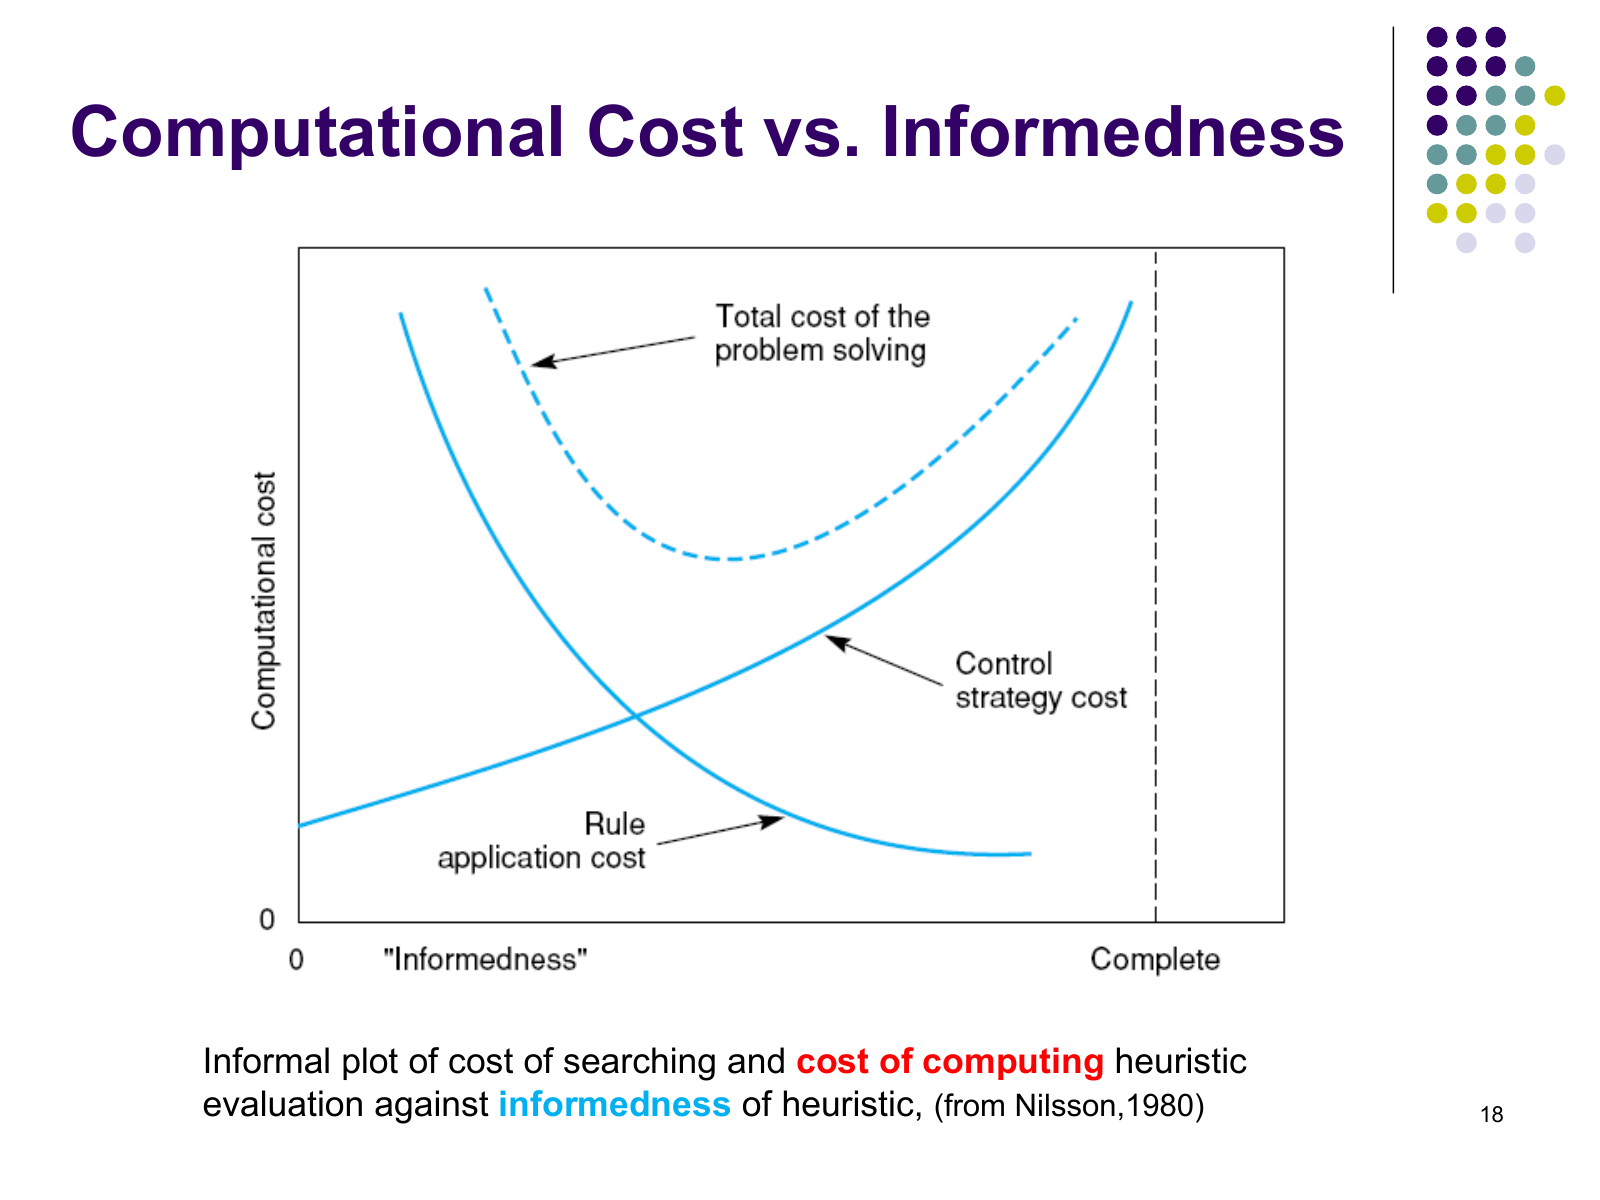 Computational Cost vs. Informedness
Total cost of the
problem solving
Computational cost
Control
strategy cost
Rule
application cost
0
0
"Informedness"
Complete
Informal plot of cost of searching and cost of computing heuristic
evaluation against informedness of heuristic, (from Nilsson,1980)
18